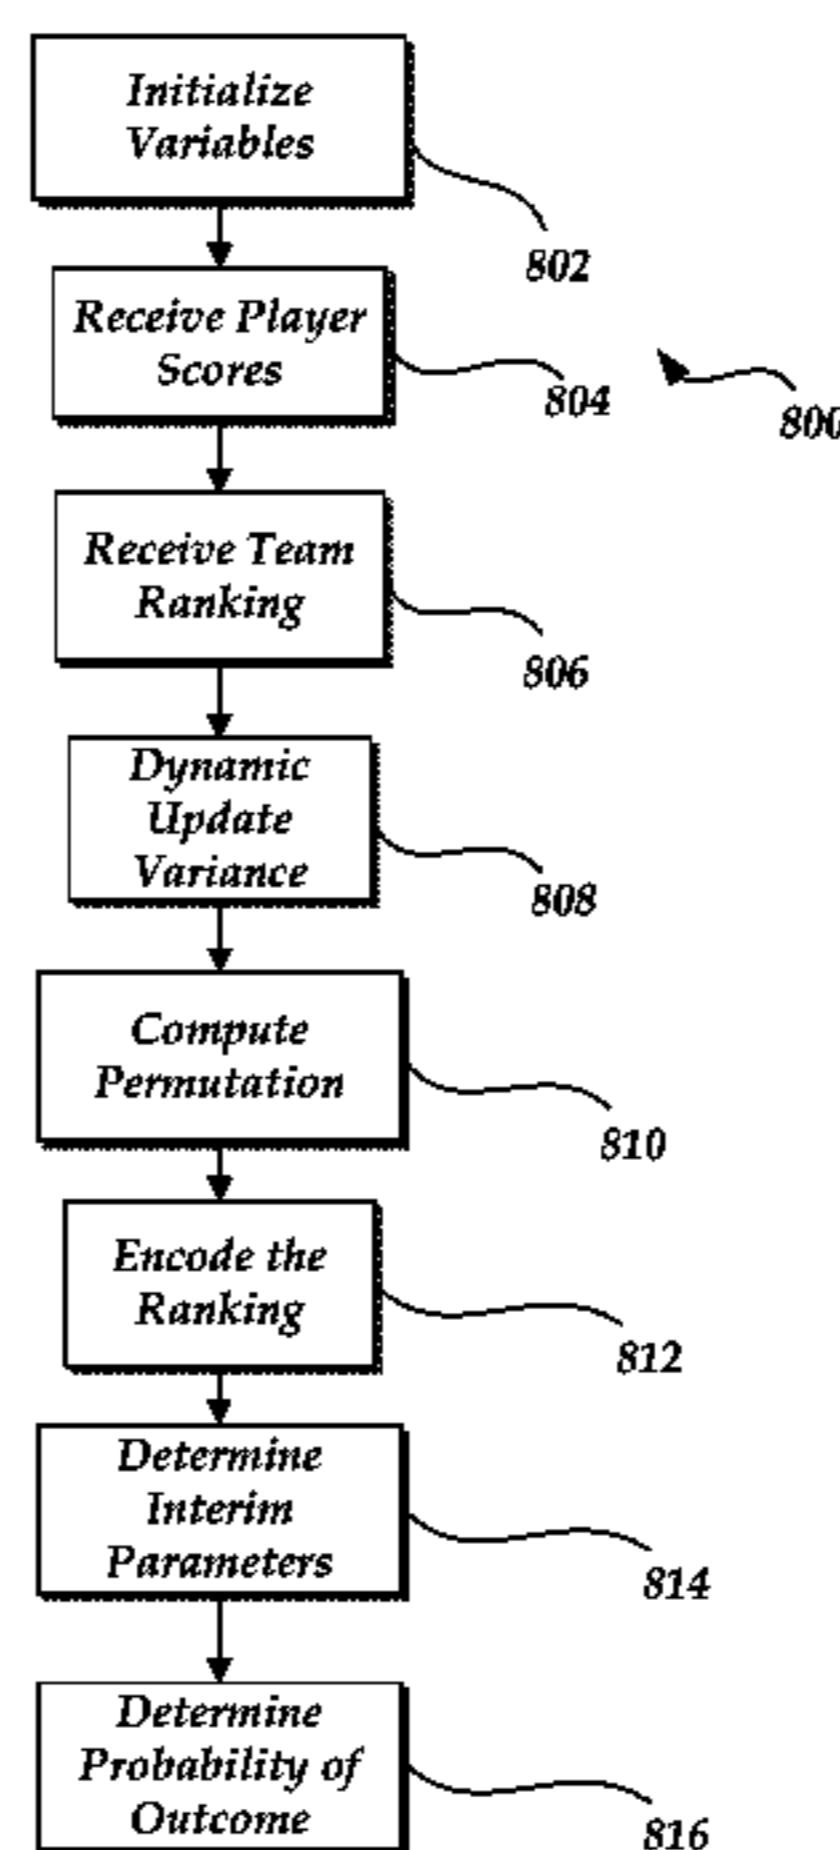 Initialize
Variables
802
Receive Player
Scores
804
800
Receive Team
Ranking
806
Dynamic
Update
Variance
808
Compute
Permutation
810
Encode the
Ranking
812
Determine
Interim
Parameters
814
Determine
Probability of
Outcome
816